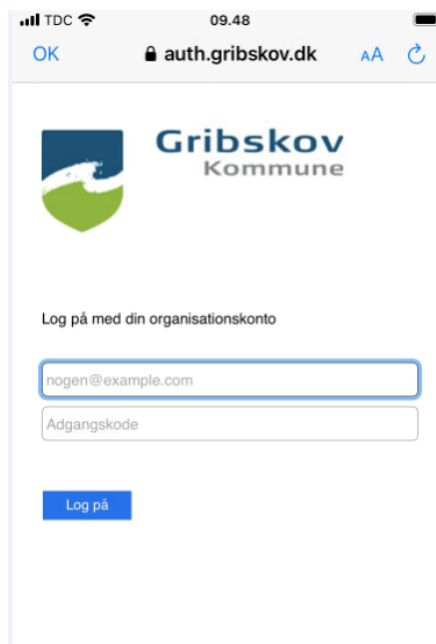 TDC 09.48
OK auth.gribskov.dk AA
Gribskov
Kommune
Log på med din organisationskonto
nogen@example.com
Adgangskode
Log på